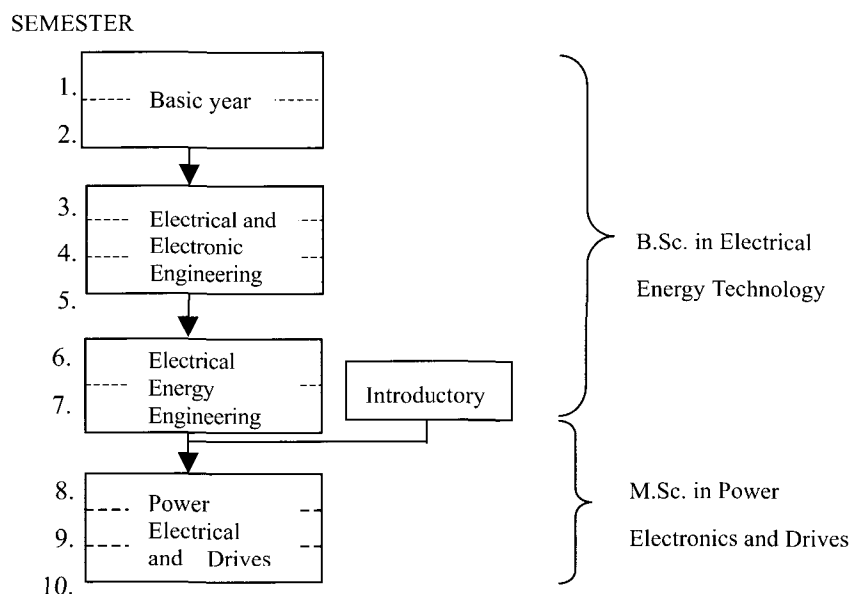 SEMESTER
1.
Basic year
2.
3.
Electrical and
4.
Electronic
Engineering
5.
6.
Electrical
Energy
7.
Engineering
Introductory
8.
Power
9.
Electrical
and Drives
10.
B.Sc. in Electrical
Energy Technology
M.Sc. in Power
Electronics and Drives